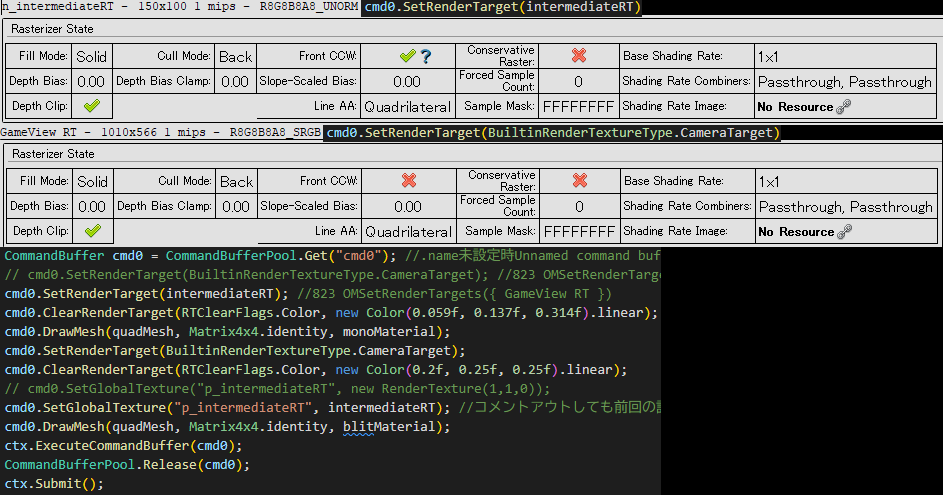 n_intermediateRT - 150x100 1 mips - R8G8B8A8_UNORM cmd0.SetRenderTarget(intermediateRT)
Rasterizer State
Fill Mode: Solid Cull Mode: Back Front CCW: ✔ ? Conservative Raster: ✖ Base Shading Rate: 1×1
Depth Bias: 0.00 Depth Bias Clamp: 0.00 Slope-Scaled Bias: 0.00 Forced Sample Count: 0 Shading Rate Combiners: Passthrough, Passthrough
Depth Clip: ✔ Line AA: Quadrilateral Sample Mask: FFFFFFFF Shading Rate Image: No Resource
GameView RT - 1010x566 1 mips - R8G8B8A8_SRGB cmd0.SetRenderTarget(BuiltinRenderTextureType.CameraTarget)
Rasterizer State
Fill Mode: Solid Cull Mode: Back Front CCW: ✖ Conservative Raster: ✖ Base Shading Rate: 1×1
Depth Bias: 0.00 Depth Bias Clamp: 0.00 Slope-Scaled Bias: 0.00 Forced Sample Count: 0 Shading Rate Combiners: Passthrough, Passthrough
Depth Clip: ✔ Line AA: Quadrilateral Sample Mask: FFFFFFFF Shading Rate Image: No Resource
CommandBuffer cmd0 = CommandBufferPool.Get("cmd0"); //.name未設定時Unnamed command buf
// cmd0.SetRenderTarget(BuiltinRenderTextureType.CameraTarget); //823 OMSetRenderTarge
cmd0.SetRenderTarget(intermediateRT); //823 OMSetRenderTargets({ GameView RT })
cmd0.ClearRenderTarget(RTClearFlags.Color, new Color(0.059f, 0.137f, 0.314f).linear);
cmd0.DrawMesh(quadMesh, Matrix4x4.identity, monoMaterial);
cmd0.SetRenderTarget(BuiltinRenderTextureType.CameraTarget);
cmd0.ClearRenderTarget(RTClearFlags.Color, new Color(0.2f, 0.25f, 0.25f).linear);
// cmd0.SetGlobalTexture("p_intermediateRT", new RenderTexture(1,1,0));
cmd0.SetGlobalTexture("p_intermediateRT", intermediateRT); //コメントアウトしても前回の
cmd0.DrawMesh(quadMesh, Matrix4x4.identity, blitMaterial);
ctx.ExecuteCommandBuffer(cmd0);
CommandBufferPool.Release(cmd0);
ctx.Submit();